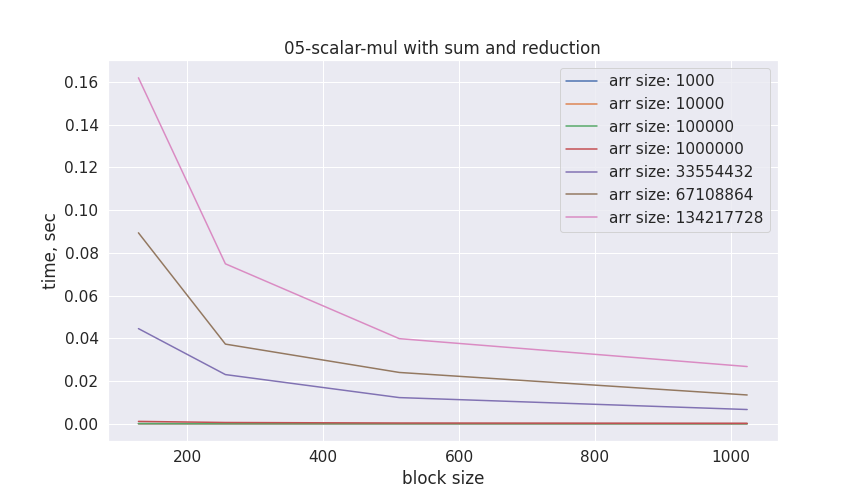 05-scalar-mul with sum and reduction
arr size: 1000
arr size: 10000
arr size: 100000
arr size: 1000000
arr size: 33554432
arr size: 67108864
arr size: 134217728
time, sec
0.16
0.14
0.12
0.10
0.08
0.06
0.04
0.02
0.00
200 400 600 800 1000
block size